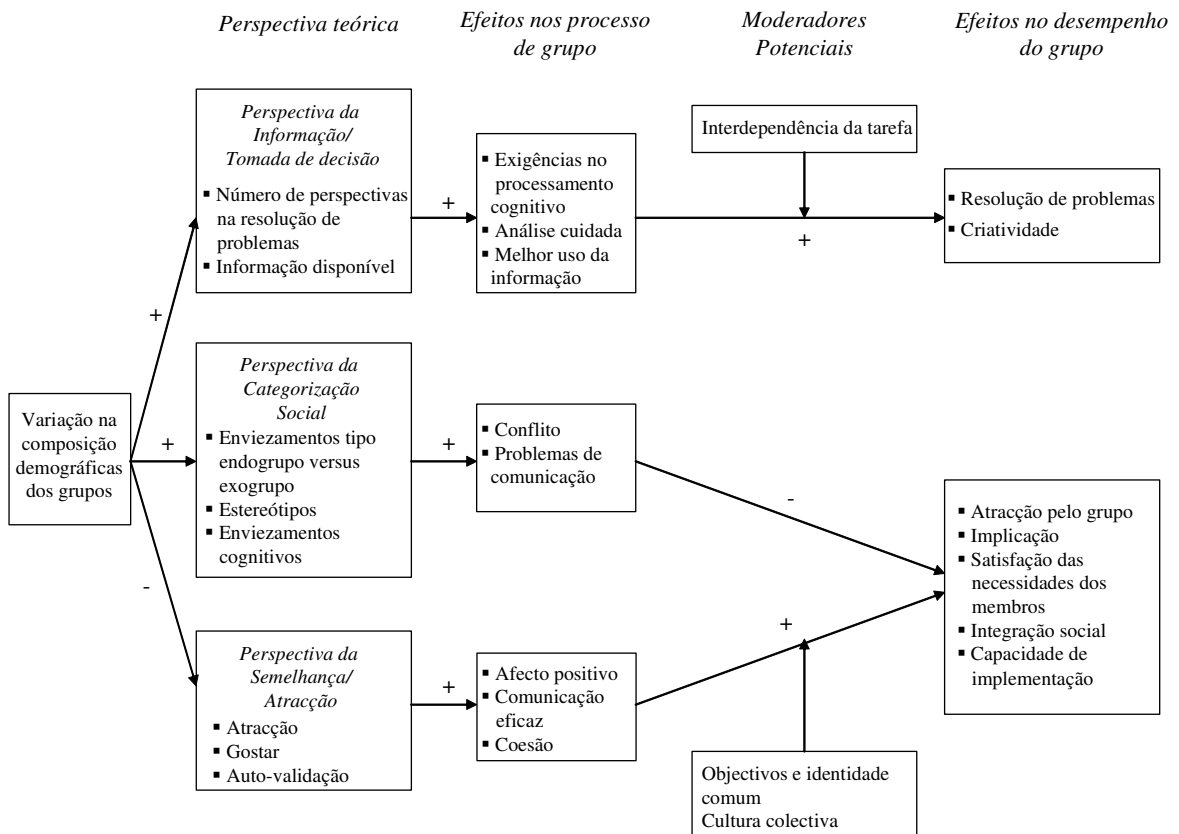 Perspectiva teórica
Efeitos nos processo
de grupo
Moderadores
Potenciais
Efeitos no desempenho
do grupo
Perspectiva da
Informação/
Tomada de decisão
▪ Número de perspectivas
na resolução de
problemas
▪ Informação disponível
+
▪ Exigências no
processamento
cognitivo
▪ Análise cuidada
▪ Melhor uso da
informação
Interdependência da tarefa
+
▪ Resolução de problemas
▪ Criatividade
+
Variação na
composição
demográficas
dos grupos
+
-
Perspectiva da
Categorização
Social
▪ Enviezamentos tipo
endogrupo versus
exogrupo
▪ Estereótipos
▪ Enviezamentos
cognitivos
+
▪ Conflito
▪ Problemas de
comunicação
-
Perspectiva da
Semelhança/
Atracção
▪ Atracção
▪ Gostar
▪ Auto-validação
+
▪ Afecto positivo
▪ Comunicação
eficaz
▪ Coesão
+
Objectivos e identidade
comum
Cultura colectiva
▪ Atracção pelo grupo
▪ Implicação
▪ Satisfação das
necessidades dos
membros
▪ Integração social
▪ Capacidade de
implementação